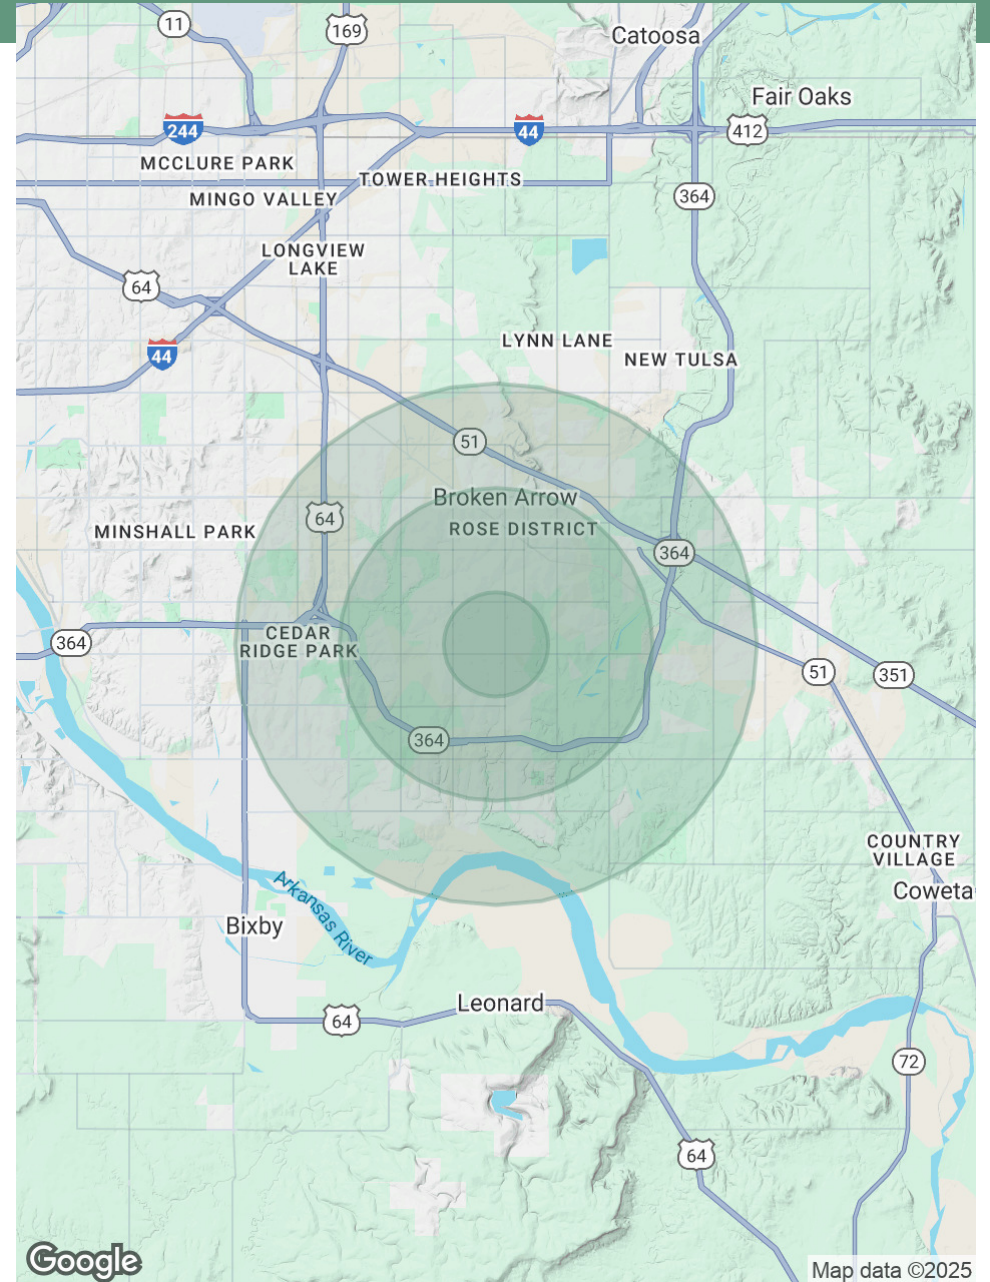 11
169
Catoosa
Fair Oaks
244
44
412
MCCLURE PARK
TOWER HEIGHTS
MINGO VALLEY
364
LONGVIEW
LAKE
64
LYNN LANE
44
NEW TULSA
51
Broken Arrow
64
ROSE DISTRICT
MINSHALL PARK
364
CEDAR
RIDGE PARK
364
51
351
364
COUNTRY
VILLAGE
Coweta
Arkansas River
Bixby
Leonard
64
72
64
Google
Map data ©2025